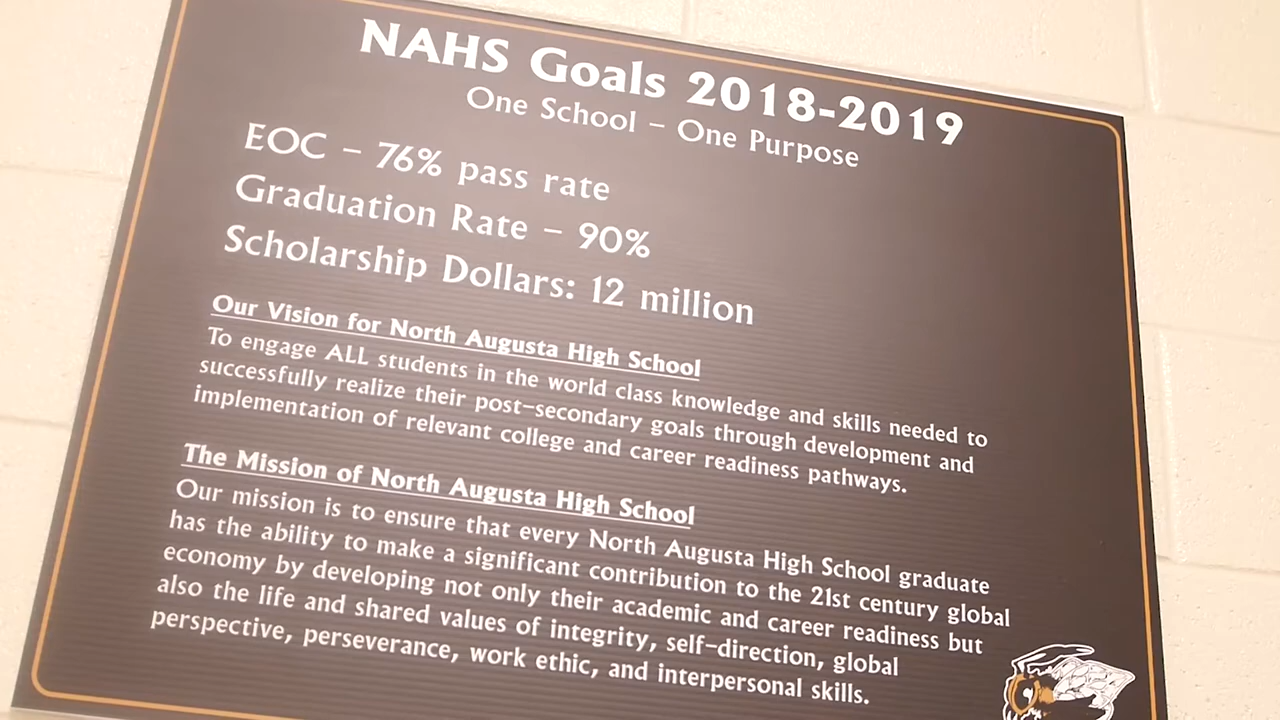 NAHS Goals 2018-2019
One School – One Purpose
EOC – 76% pass rate
Graduation Rate – 90%
Scholarship Dollars: 12 million
Our Vision for North Augusta High School
To engage ALL students in the world class knowledge and skills needed to
successfully realize their post-secondary goals through development and
implementation of relevant college and career readiness pathways.
The Mission of North Augusta High School
Our mission is to ensure that every North Augusta High School graduate
has the ability to make a significant contribution to the 21st century global
economy by developing not only their academic and career readiness but
also the life and shared values of integrity, self-direction, global
perspective, perseverance, work ethic, and interpersonal skills.